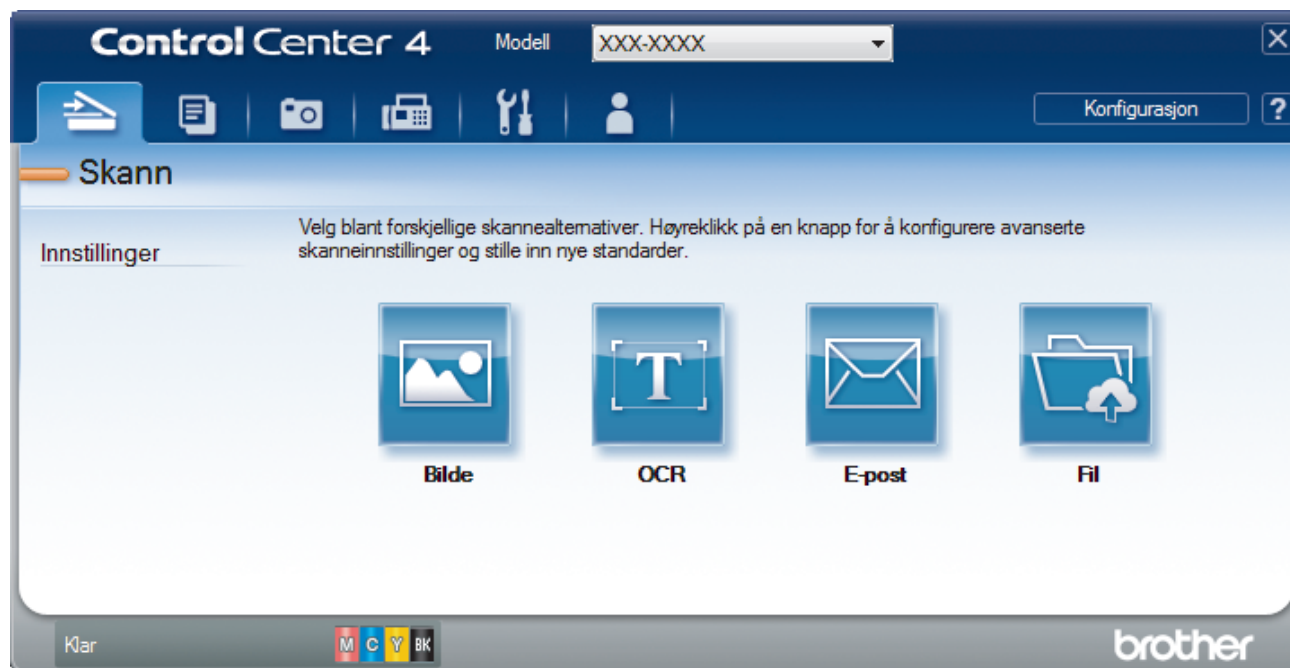 ControlCenter 4
Modell
XXX-XXXX
Konfigurasjon
?
Skann
Innstillinger
Velg blant forskjellige skannealternativer. Høyreklikk på en knapp for å konfigurere avanserte
skanneinnstillinger og stille inn nye standarder.
T
Bilde
OCR
E-post
Fil
Klar
M C Y BK
brother